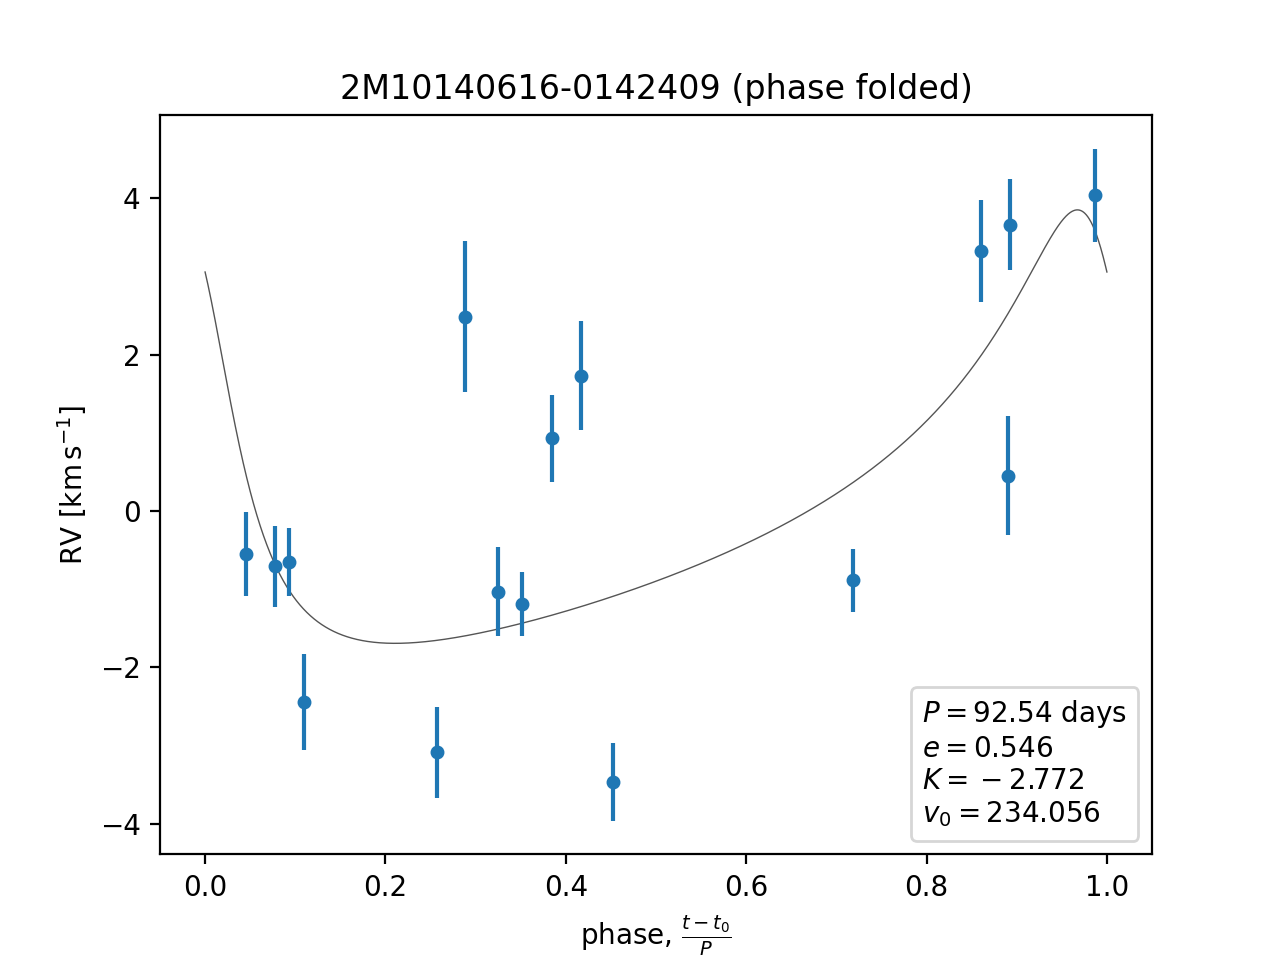 2M10140616-0142409 (phase folded)
RV [km s⁻¹]
4
2
0
−2
−4
P = 92.54 days
e = 0.546
K = −2.772
v₀ = 234.056
0.0 0.2 0.4 0.6 0.8 1.0
phase, (t − t₀)/P